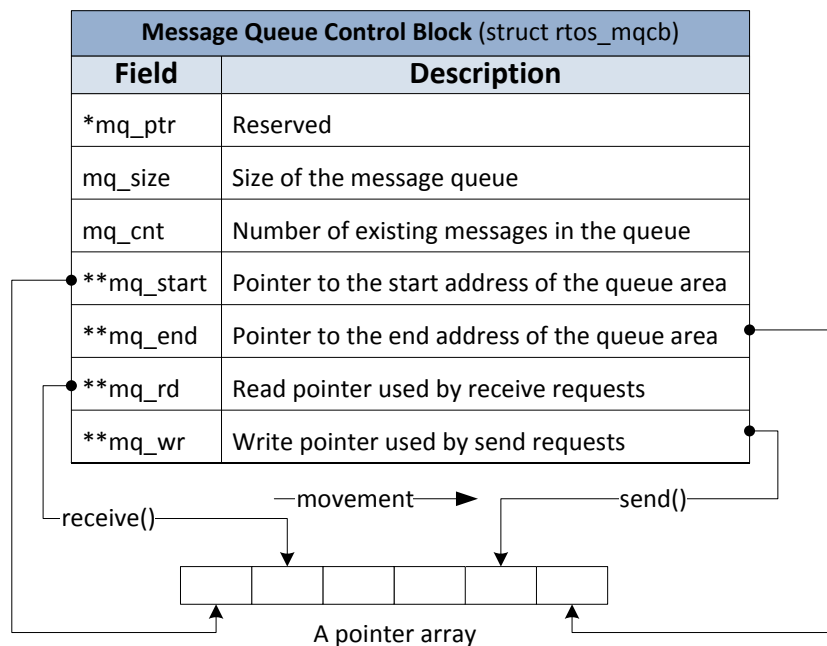 Message Queue Control Block (struct rtos_mqcb)
Field Description
*mq_ptr Reserved
mq_size Size of the message queue
mq_cnt Number of existing messages in the queue
**mq_start Pointer to the start address of the queue area
**mq_end Pointer to the end address of the queue area
**mq_rd Read pointer used by receive requests
**mq_wr Write pointer used by send requests
movement send()
receive()
A pointer array